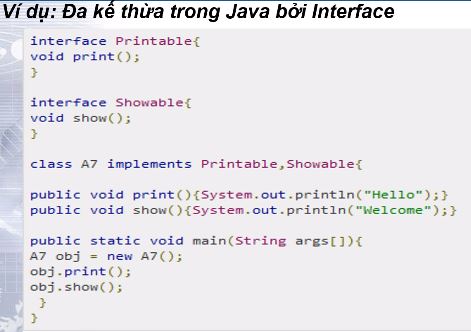 Ví dụ: Đa kế thừa trong Java bởi Interface
interface Printable{
void print();
}
interface Showable{
void show();
}
class A7 implements Printable,Showable{
public void print(){System.out.println("Hello");}
public void show(){System.out.println("Welcome");}
public static void main(String args[]){
A7 obj = new A7();
obj.print();
obj.show();
}
}